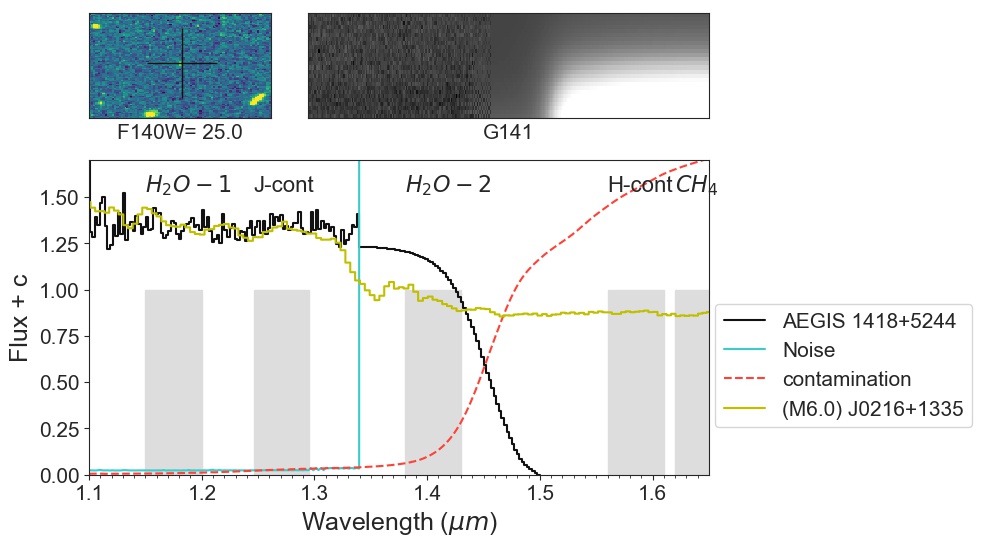 F140W= 25.0
G141
H₂O − 1
J-cont
H₂O − 2
H-cont
CH₄
1.50
1.25
1.00
0.75
0.50
0.25
0.00
Flux + c
1.1
1.2
1.3
1.4
1.5
1.6
Wavelength (μm)
AEGIS 1418+5244
Noise
contamination
(M6.0) J0216+1335